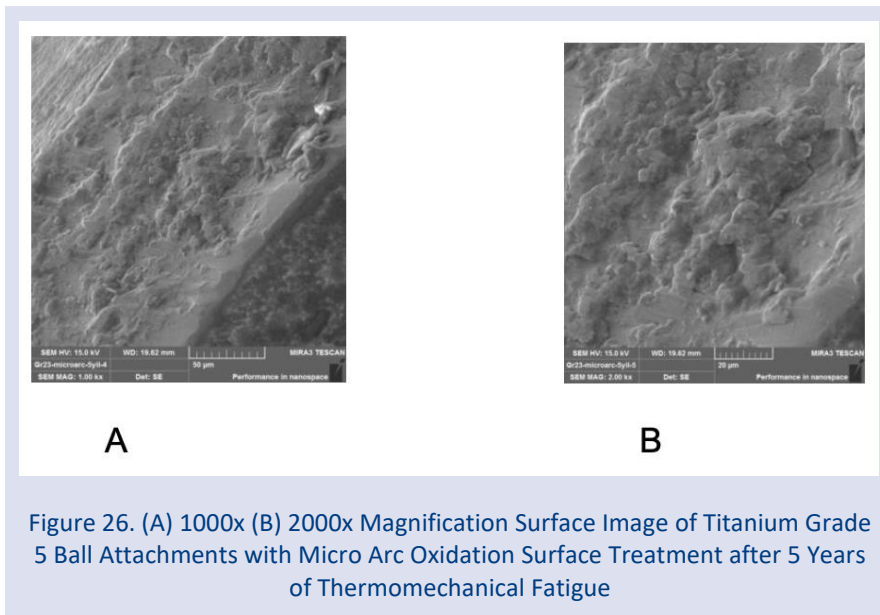 SEM HV: 15.0 kV WD: 19.62 mm MIRA3 TESCAN
Gr23-microarc-5yil-4 50 µm
SEM MAG: 1.00 kx Det: SE Performance in nanospace
SEM HV: 15.0 kV WD: 19.62 mm MIRA3 TESCAN
Gr23-microarc-5yil-5 20 µm
SEM MAG: 2.00 kx Det: SE Performance in nanospace
A
B
Figure 26. (A) 1000x (B) 2000x Magnification Surface Image of Titanium Grade
5 Ball Attachments with Micro Arc Oxidation Surface Treatment after 5 Years
of Thermomechanical Fatigue